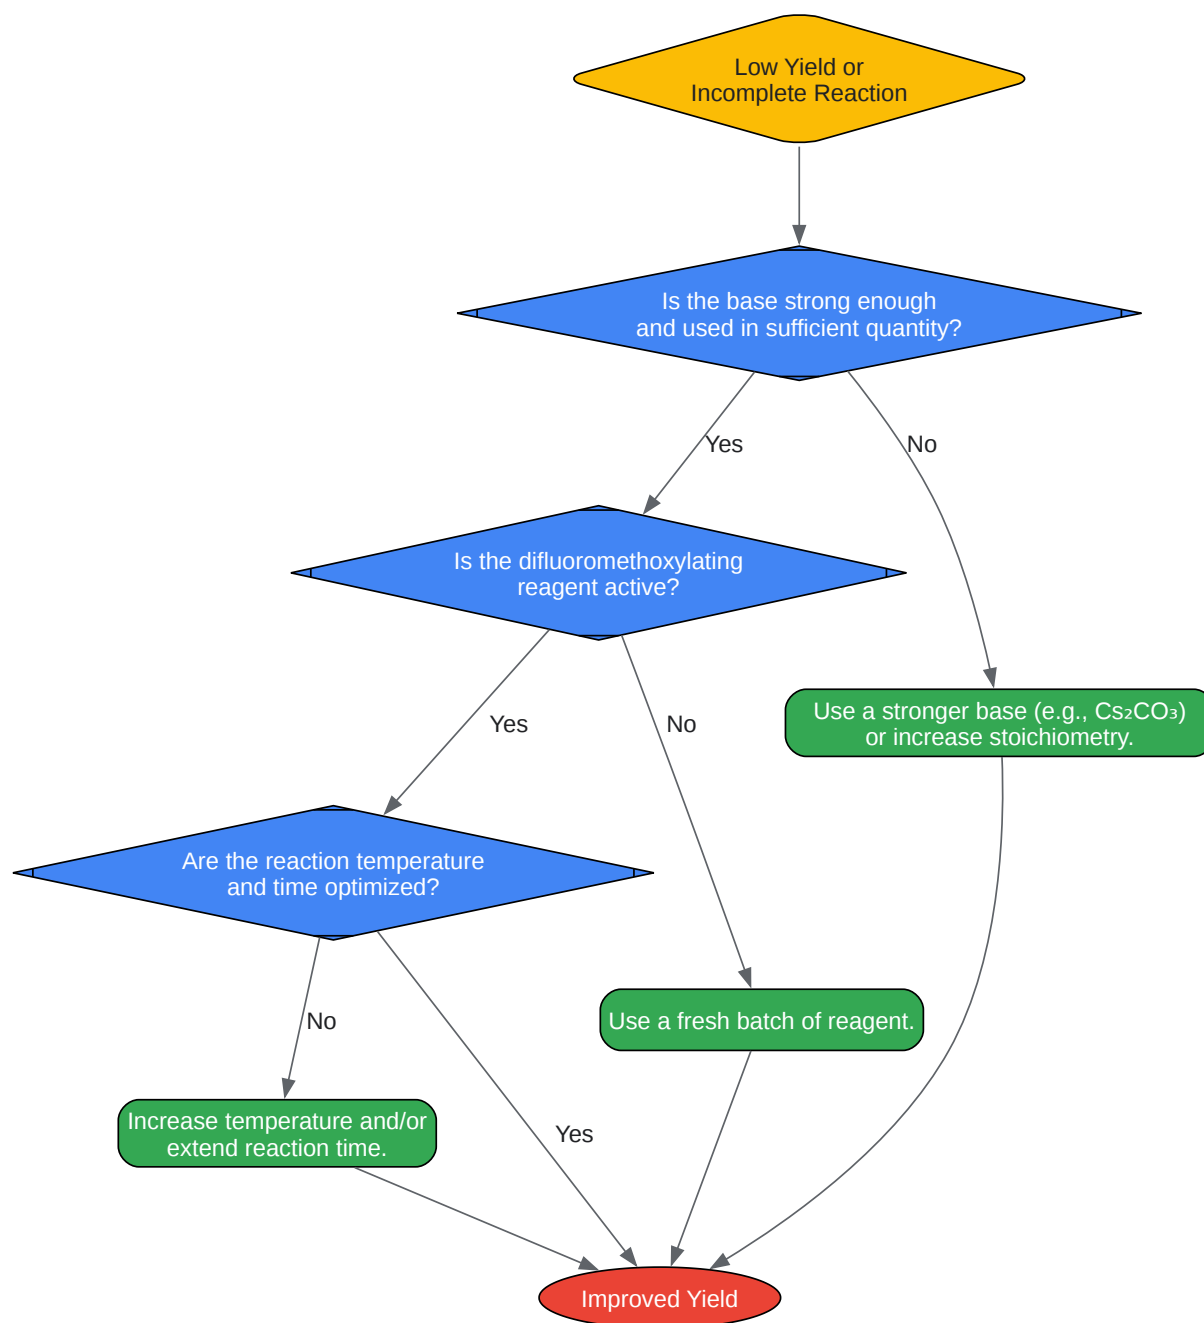 Low Yield or
Incomplete Reaction
Is the base strong enough
and used in sufficient quantity?
Yes
No
Is the difluoromethoxylating
reagent active?
Yes
No
Use a stronger base (e.g., Cs₂CO₃)
or increase stoichiometry.
Are the reaction temperature
and time optimized?
No
Yes
Use a fresh batch of reagent.
Increase temperature and/or
extend reaction time.
Improved Yield